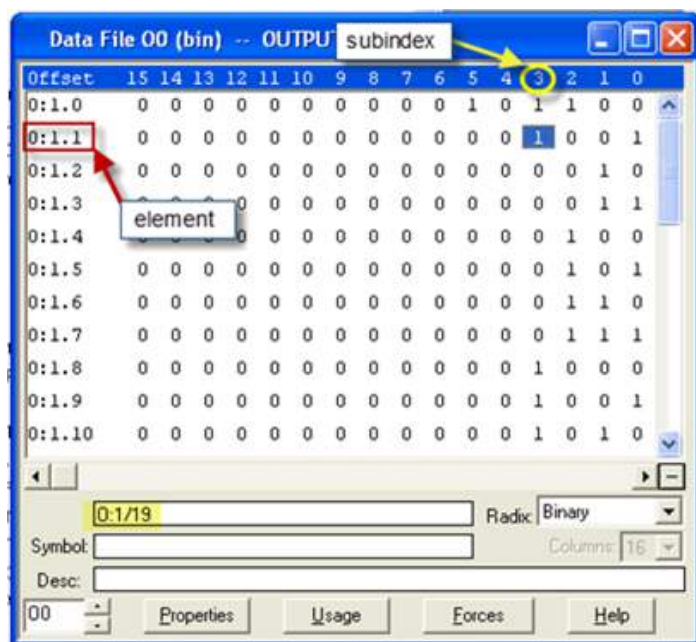 Data File O0 (bin) -- OUTPUT
subindex
Offset 15 14 13 12 11 10 9 8 7 6 5 4 3 2 1 0
O:1.0 0 0 0 0 0 0 0 0 0 0 1 0 1 1 0 0
O:1.1 0 0 0 0 0 0 0 0 0 0 0 0 1 0 0 1
O:1.2 0 0 0 0 0 0 0 0 0 0 0 0 0 0 1 0
O:1.3 0 0 0 0 0 0 0 0 0 0 0 0 0 0 1 1
element
O:1.4 0 0 0 0 0 0 0 0 0 0 0 0 0 1 0 0
O:1.5 0 0 0 0 0 0 0 0 0 0 0 0 0 1 0 1
O:1.6 0 0 0 0 0 0 0 0 0 0 0 0 0 1 1 0
O:1.7 0 0 0 0 0 0 0 0 0 0 0 0 0 1 1 1
O:1.8 0 0 0 0 0 0 0 0 0 0 0 0 1 0 0 0
O:1.9 0 0 0 0 0 0 0 0 0 0 0 0 1 0 0 1
O:1.10 0 0 0 0 0 0 0 0 0 0 0 0 1 0 1 0
O:1/19 Radix: Binary
Symbol: Columns: 16
Desc:
O0 Properties Usage Forces Help